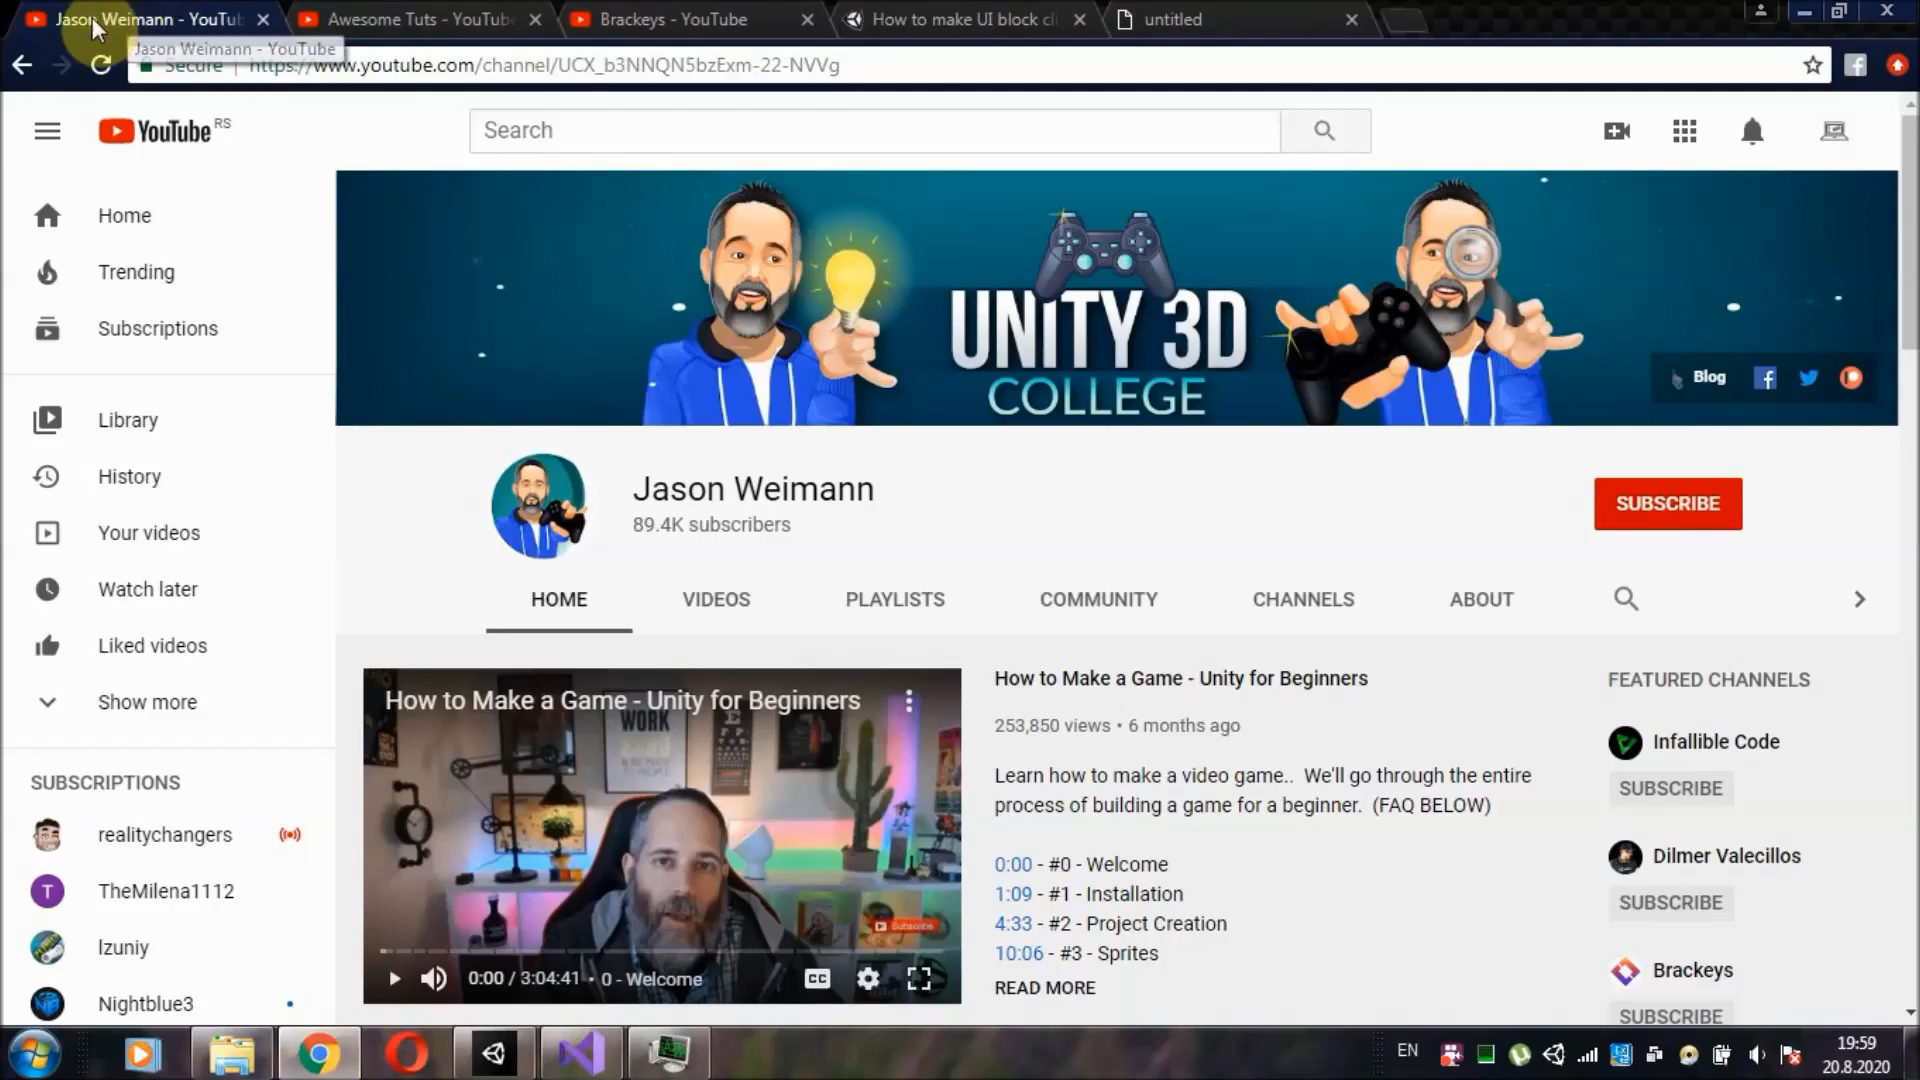 Jason Weimann - YouTub
Awesome Tuts - YouTube
Brackeys - YouTube
How to make UI block cli
untitled
Jason Weimann - YouTube
Secure | https://www.youtube.com/channel/UCX_b3NNQN5bzExm-22-NVVg
YouTube RS
Search
Home
Trending
Subscriptions
Library
History
Your videos
Watch later
Liked videos
Show more
SUBSCRIPTIONS
realitychangers
T TheMilena1112
lzuniy
Nightblue3
UNITY 3D
COLLEGE
Blog
Jason Weimann
89.4K subscribers
SUBSCRIBE
HOME
VIDEOS
PLAYLISTS
COMMUNITY
CHANNELS
ABOUT
How to Make a Game - Unity for Beginners
WORK
Subscribe
0:00 / 3:04:41 • 0 - Welcome
CC
How to Make a Game - Unity for Beginners
253,850 views • 6 months ago
Learn how to make a video game.. We'll go through the entire
process of building a game for a beginner. (FAQ BELOW)
0:00 - #0 - Welcome
1:09 - #1 - Installation
4:33 - #2 - Project Creation
10:06 - #3 - Sprites
READ MORE
FEATURED CHANNELS
Infallible Code
SUBSCRIBE
Dilmer Valecillos
SUBSCRIBE
Brackeys
SUBSCRIBE
EN
19:59
20.8.2020